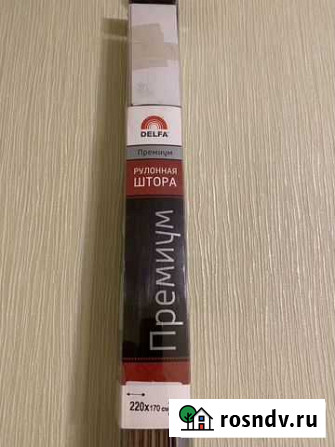 DELFA®
Премиум
РУЛОННАЯ
ШТОРА
Премиум
220x170 см
rosndv.ru